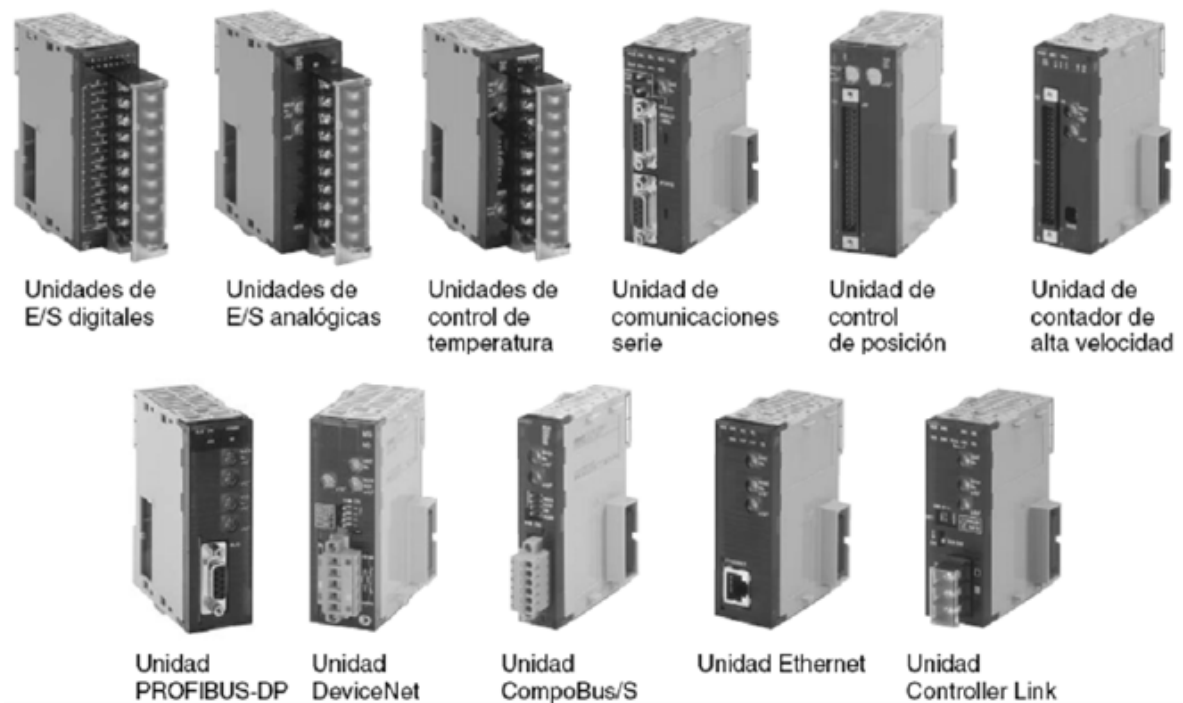 Unidades de
E/S digitales
Unidades de
E/S analógicas
Unidades de
control de
temperatura
Unidad de
comunicaciones
serie
Unidad de
control
de posición
Unidad de
contador de
alta velocidad
Unidad
PROFIBUS-DP
Unidad
DeviceNet
Unidad
CompoBus/S
Unidad Ethernet
Unidad
Controller Link